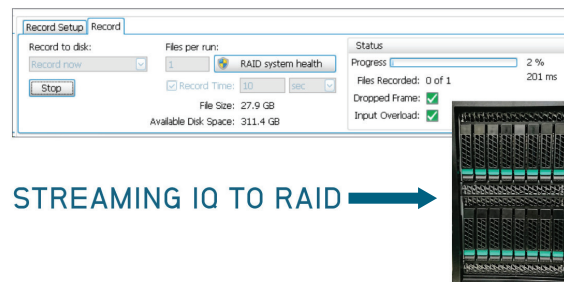 Record Setup Record
Record to disk: Files per run: Status
Record now 1 RAID system health Progress 2 %
Stop Record Time: 10 sec Files Recorded: 0 of 1 201 ms
File Size: 27.9 GB Dropped Frame:
Available Disk Space: 311.4 GB Input Overload:
STREAMING IQ TO RAID